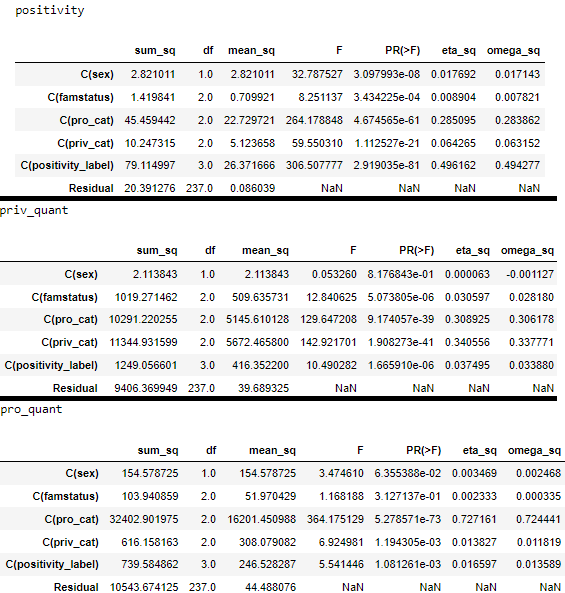 positivity
sum_sq df mean_sq F PR(>F) eta_sq omega_sq
C(sex) 2.821011 1.0 2.821011 32.787527 3.097993e-08 0.017692 0.017143
C(famstatus) 1.419841 2.0 0.709921 8.251137 3.434225e-04 0.008904 0.007821
C(pro_cat) 45.459442 2.0 22.729721 264.178848 4.674565e-61 0.285095 0.283862
C(priv_cat) 10.247315 2.0 5.123658 59.550310 1.112527e-21 0.064265 0.063152
C(positivity_label) 79.114997 3.0 26.371666 306.507777 2.919035e-81 0.496162 0.494277
Residual 20.391276 237.0 0.086039 NaN NaN NaN NaN
priv_quant
sum_sq df mean_sq F PR(>F) eta_sq omega_sq
C(sex) 2.113843 1.0 2.113843 0.053260 8.176843e-01 0.000063 -0.001127
C(famstatus) 1019.271462 2.0 509.635731 12.840625 5.073805e-06 0.030597 0.028180
C(pro_cat) 10291.220255 2.0 5145.610128 129.647208 9.174057e-39 0.308925 0.306178
C(priv_cat) 11344.931599 2.0 5672.465800 142.921701 1.908273e-41 0.340556 0.337771
C(positivity_label) 1249.056601 3.0 416.352200 10.490282 1.665910e-06 0.037495 0.033880
Residual 9406.369949 237.0 39.689325 NaN NaN NaN NaN
pro_quant
sum_sq df mean_sq F PR(>F) eta_sq omega_sq
C(sex) 154.578725 1.0 154.578725 3.474610 6.355388e-02 0.003469 0.002468
C(famstatus) 103.940859 2.0 51.970429 1.168188 3.127137e-01 0.002333 0.000335
C(pro_cat) 32402.901975 2.0 16201.450988 364.175129 5.278571e-73 0.727161 0.724441
C(priv_cat) 616.158163 2.0 308.079082 6.924981 1.194305e-03 0.013827 0.011819
C(positivity_label) 739.584862 3.0 246.528287 5.541446 1.081261e-03 0.016597 0.013589
Residual 10543.674125 237.0 44.488076 NaN NaN NaN NaN